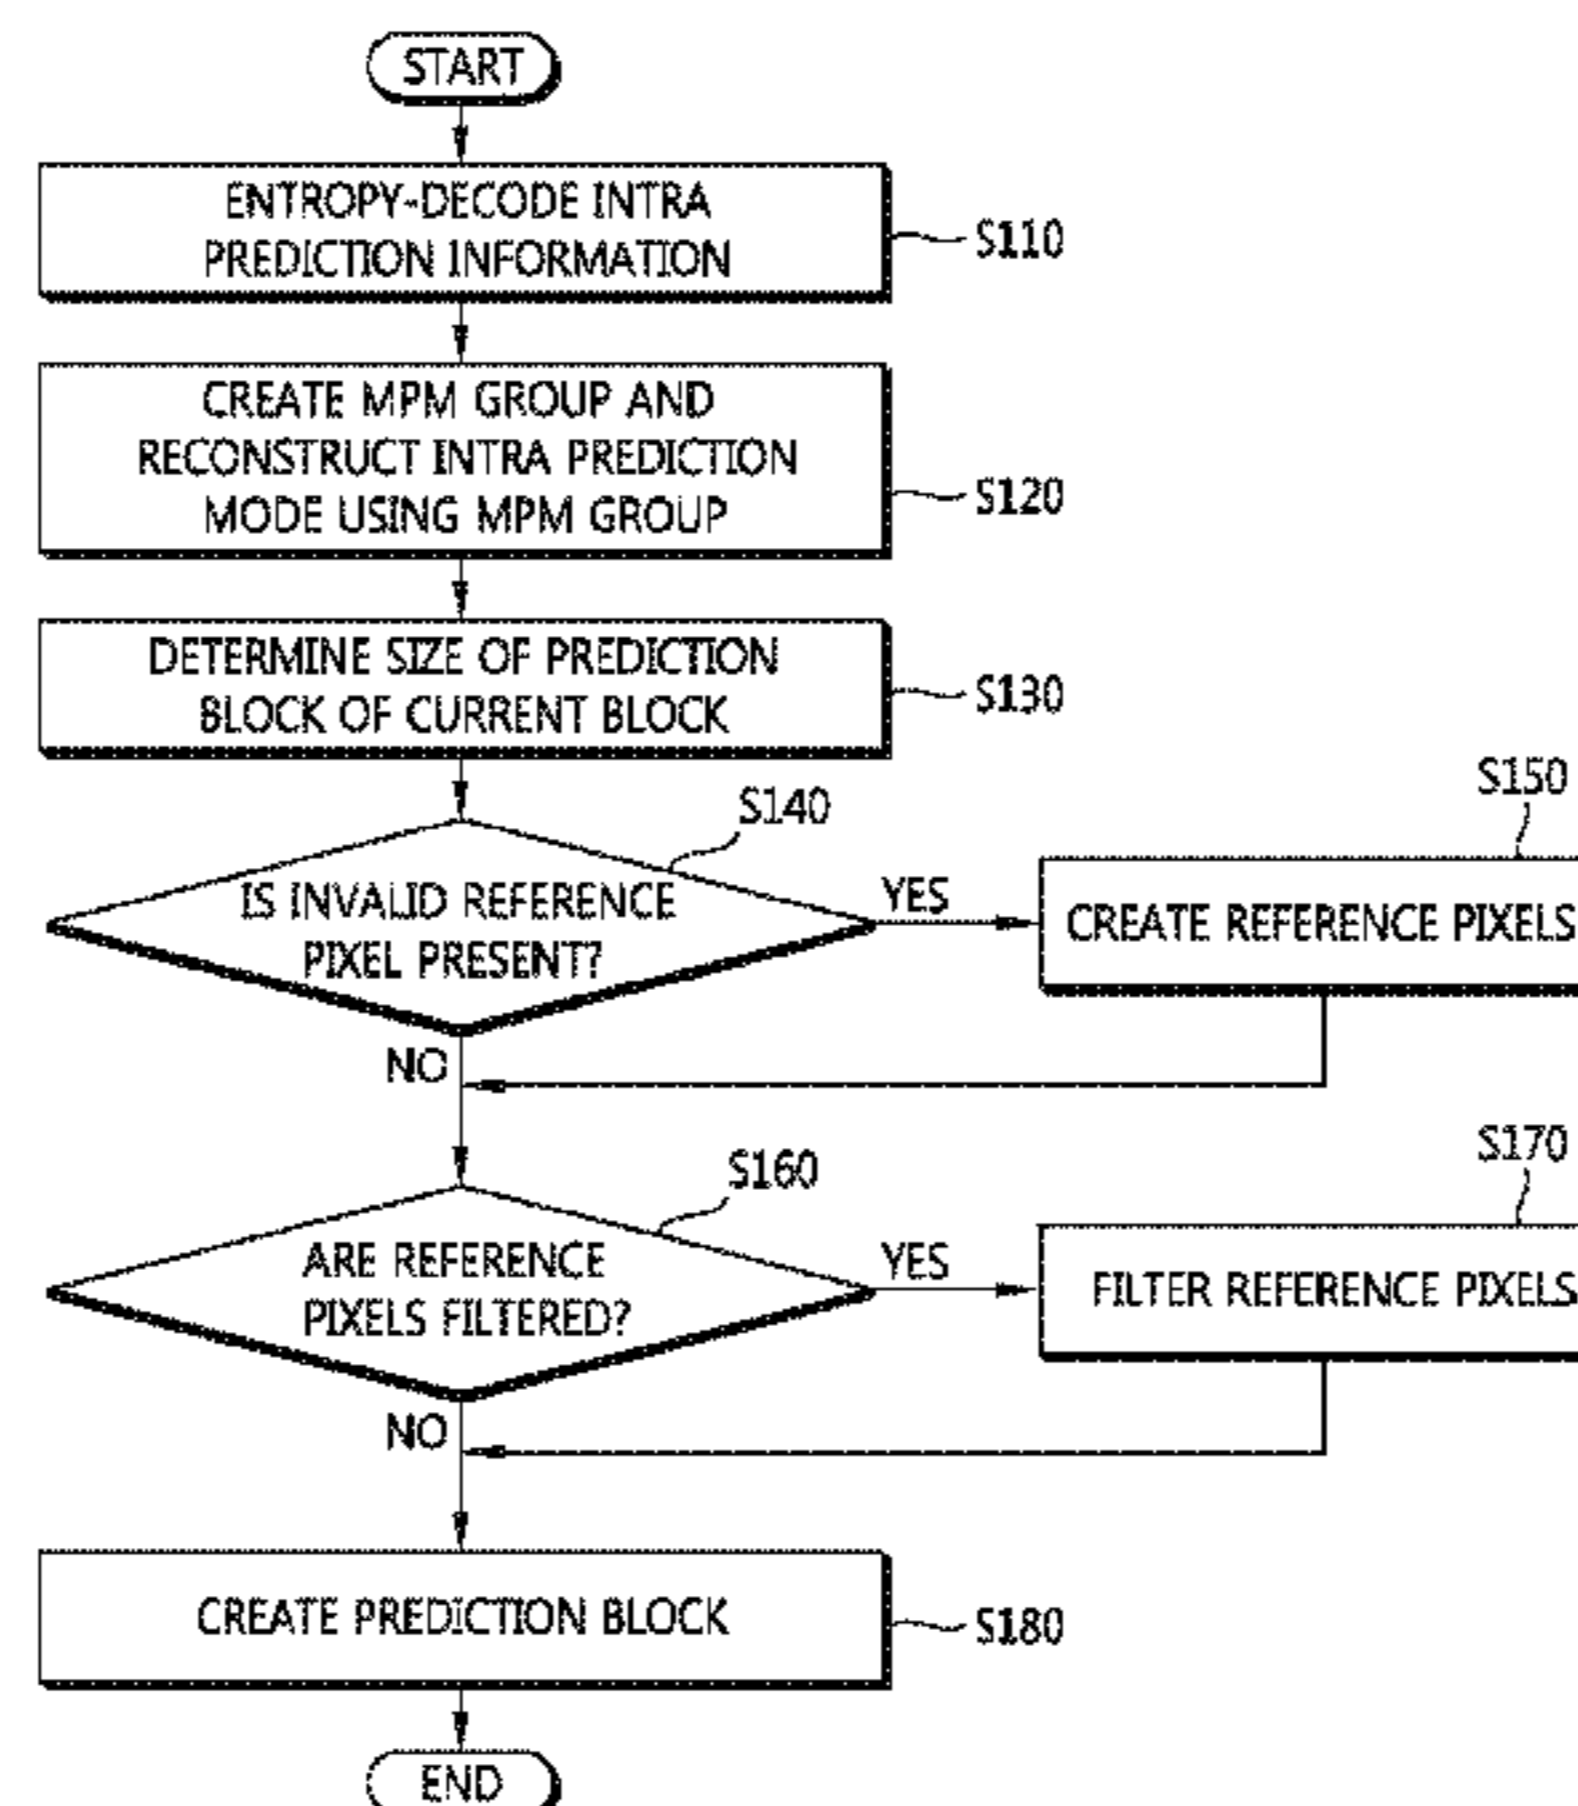 START
ENTROPY-DECODE INTRA
PREDICTION INFORMATION
S110
CREATE MPM GROUP AND
RECONSTRUCT INTRA PREDICTION
MODE USING MPM GROUP
S120
DETERMINE SIZE OF PREDICTION
BLOCK OF CURRENT BLOCK
S130
S140
IS INVALID REFERENCE
PIXEL PRESENT?
YES
S150
CREATE REFERENCE PIXELS
NO
S160
ARE REFERENCE
PIXELS FILTERED?
YES
S170
FILTER REFERENCE PIXELS
NO
CREATE PREDICTION BLOCK
S180
END